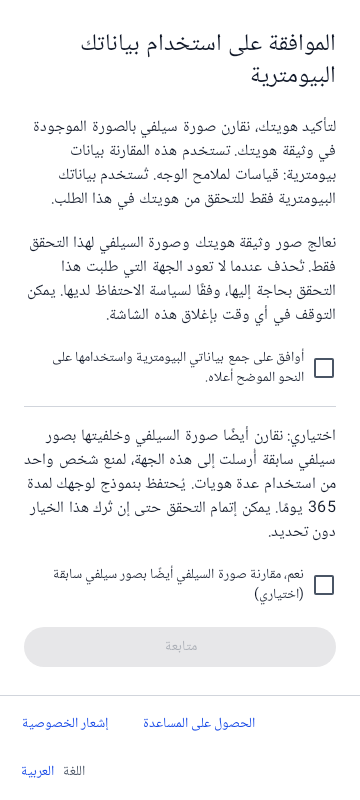 الموافقة على استخدام بياناتك
البيومترية
لتأكيد هويتك، نقارن صورة سيلفي بالصورة الموجودة
في وثيقة هويتك. تستخدم هذه المقارنة بيانات
بيومترية: قياسات لملامح الوجه. تُستخدم بياناتك
البيومترية فقط للتحقق من هويتك في هذا الطلب.
نعالج صور وثيقة هويتك وصورة السيلفي لهذا التحقق
فقط. تُحذف عندما لا تعود الجهة التي طلبت هذا
التحقق بحاجة إليها، وفقًا لسياسة الاحتفاظ لديها. يمكن
التوقف في أي وقت بإغلاق هذه الشاشة.
أوافق على جمع بياناتي البيومترية واستخدامها على
النحو الموضح أعلاه.
اختياري: نقارن أيضًا صورة السيلفي وخلفيتها بصور
سيلفي سابقة أُرسلت إلى هذه الجهة، لمنع شخص واحد
من استخدام عدة هويات. يُحتفظ بنموذج لوجهك لمدة
365 يومًا. يمكن إتمام التحقق حتى إن تُرك هذا الخيار
دون تحديد.
نعم، مقارنة صورة السيلفي أيضًا بصور سيلفي سابقة
(اختياري)
متابعة
الحصول على المساعدة
إشعار الخصوصية
اللغة العربية